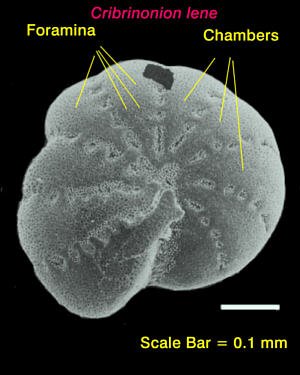 Cribrinonion lene
Foramina
Chambers
Scale Bar = 0.1 mm